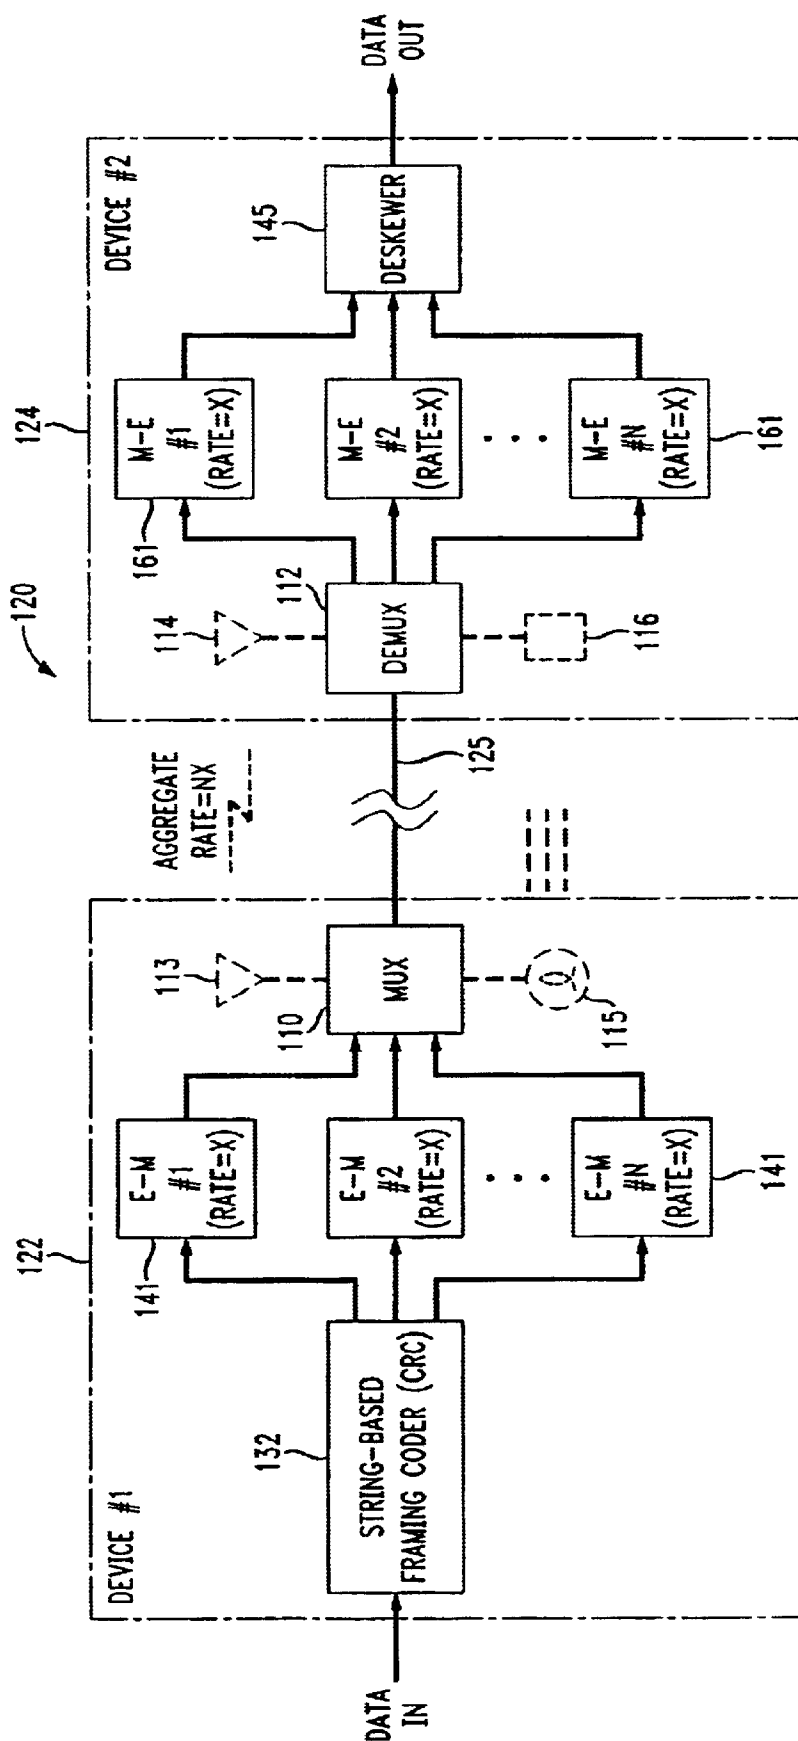 120
122
DEVICE #1
DATA
IN
132
STRING-BASED
FRAMING CODER (CRC)
141
E-M
#1
(RATE=X)
E-M
#2
(RATE=X)
E-M
#N
(RATE=X)
141
113
110
MUX
115
AGGREGATE
RATE=NX
125
124
DEVICE #2
114
112
DEMUX
116
161
M-E
#1
(RATE=X)
M-E
#2
(RATE=X)
M-E
#N
(RATE=X)
161
145
DESKEWER
DATA
OUT